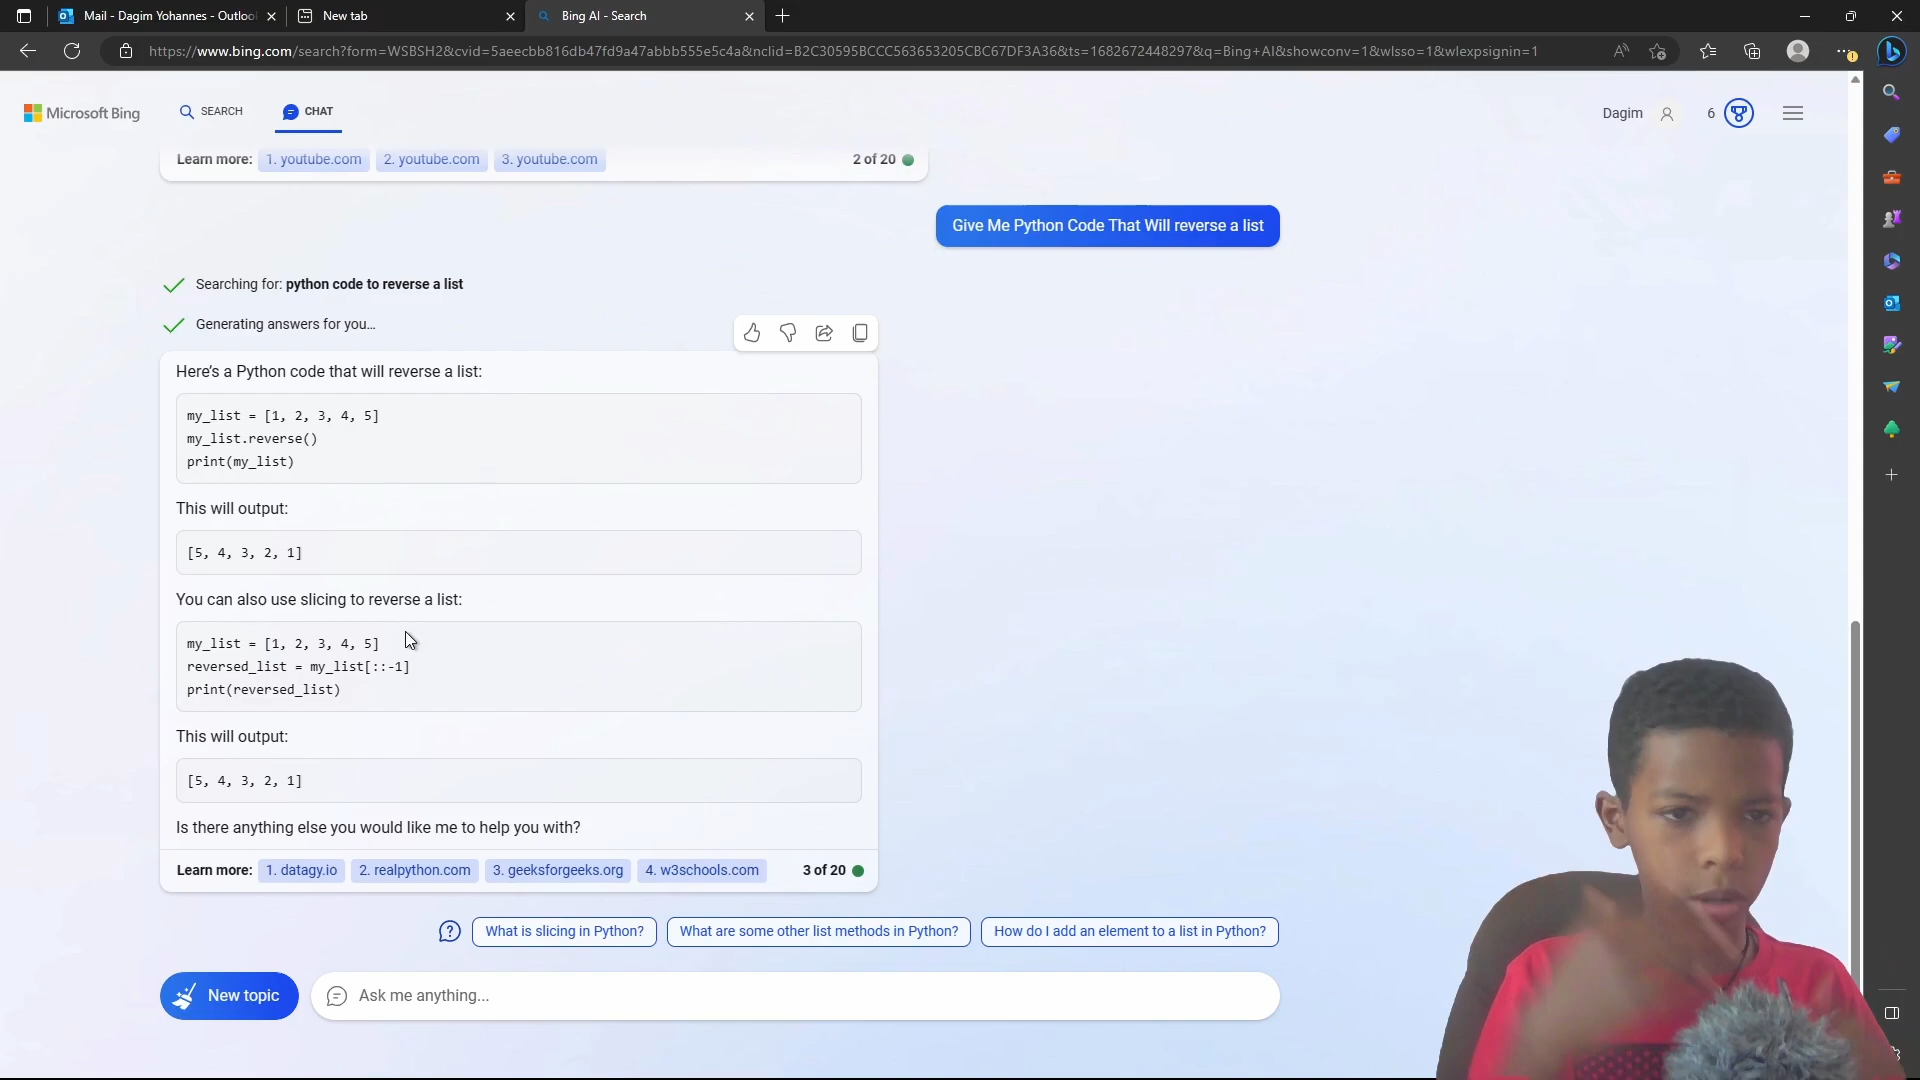 Mail - Dagim Yohannes - Outloo
New tab
Bing AI - Search
https://www.bing.com/search?form=WSBSH2&cvid=5aeecbb816db47fd9a47abbb555e5c4a&nclid=B2C30595BCCC563653205CBC67DF3A36&ts=1682672448297&q=Bing+AI&showconv=1&wlsso=1&wlexpsignin=1
Microsoft Bing
SEARCH
CHAT
Dagim
6
Learn more: 1. youtube.com 2. youtube.com 3. youtube.com 2 of 20
Give Me Python Code That Will reverse a list
Searching for: python code to reverse a list
Generating answers for you…
Here's a Python code that will reverse a list:
my_list = [1, 2, 3, 4, 5]
my_list.reverse()
print(my_list)
This will output:
[5, 4, 3, 2, 1]
You can also use slicing to reverse a list:
my_list = [1, 2, 3, 4, 5]
reversed_list = my_list[::-1]
print(reversed_list)
This will output:
[5, 4, 3, 2, 1]
Is there anything else you would like me to help you with?
Learn more: 1. datagy.io 2. realpython.com 3. geeksforgeeks.org 4. w3schools.com 3 of 20
What is slicing in Python?
What are some other list methods in Python?
How do I add an element to a list in Python?
New topic
Ask me anything...